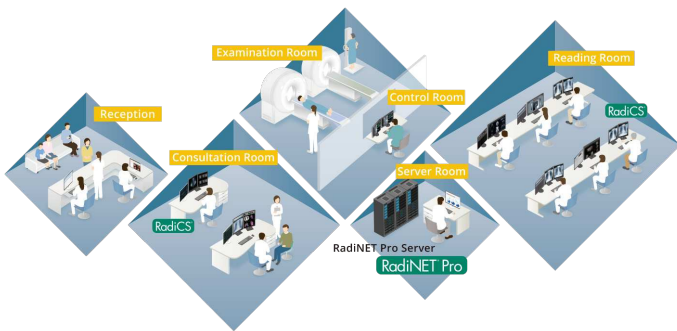 Examination Room
Reading Room
Control Room
Reception
RadiCS
Consultation Room
Server Room
RadiCS
RadiNET Pro Server
RadiNET Pro